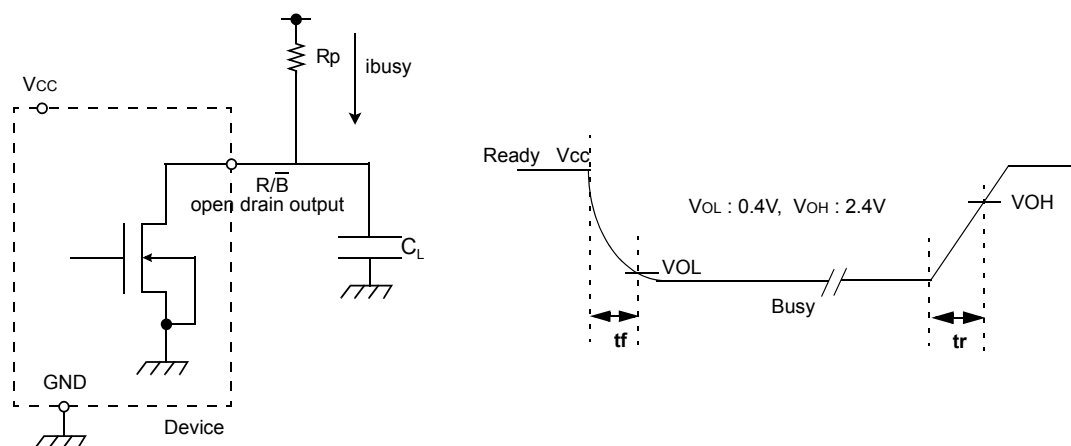 Rp
ibusy
VCC
R/B̅
open drain output
CL
GND
Device
Ready Vcc
VOL : 0.4V, VOH : 2.4V
VOH
VOL
Busy
tf
tr